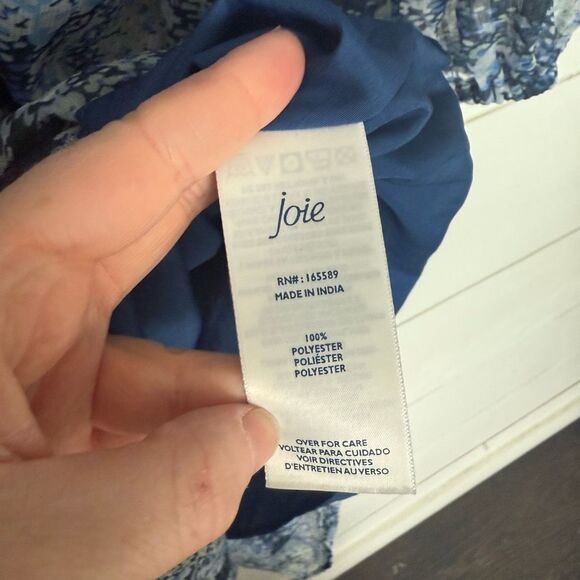 joie
RN#: 165589
MADE IN INDIA
100%
POLYESTER
POLIÉSTER
POLYESTER
OVER FOR CARE
VOLTEAR PARA CUIDADO
VOIR DIRECTIVES
D'ENTRETIEN AU VERSO